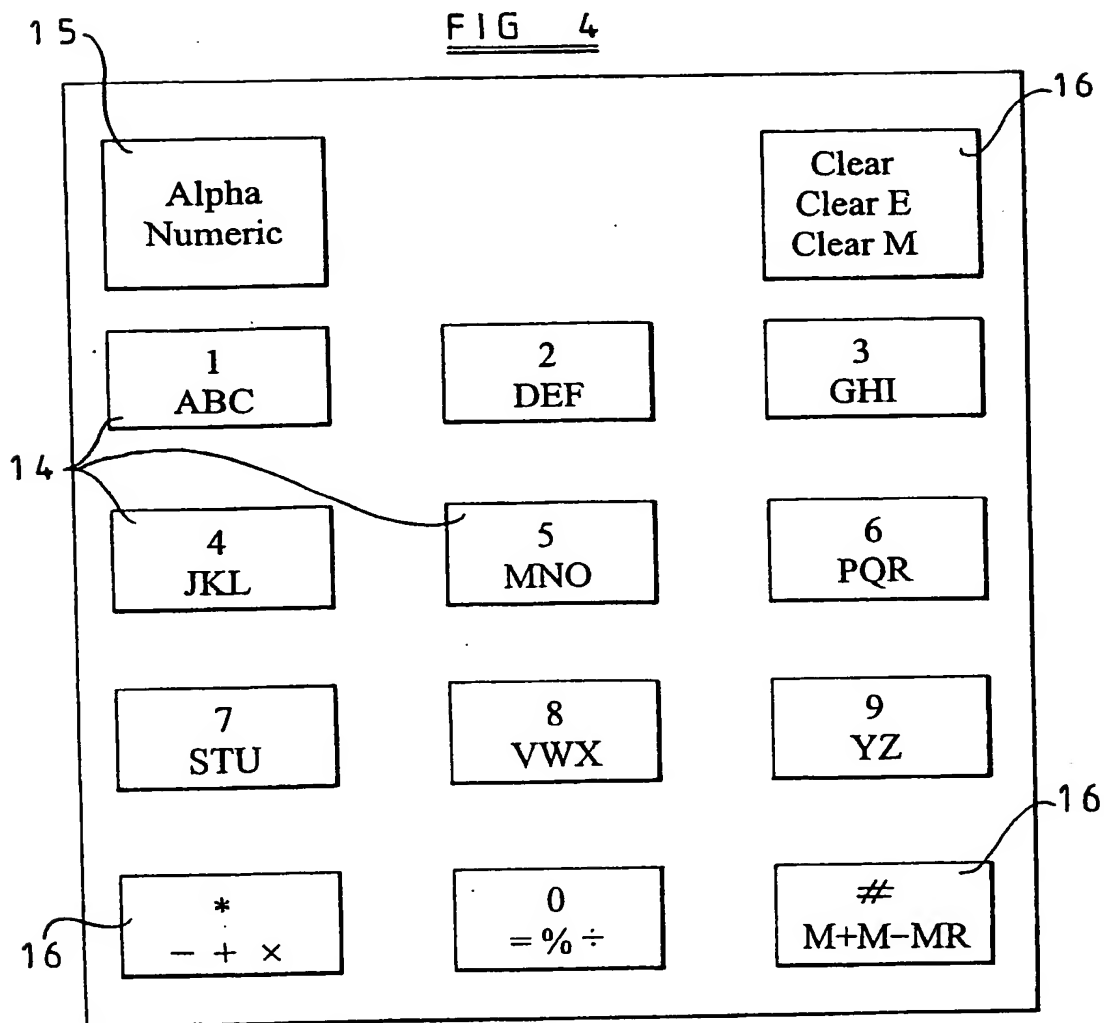 FIG 4
15
16
Alpha
Numeric
Clear
Clear E
Clear M
1
ABC
2
DEF
3
GHI
14
4
JKL
5
MNO
6
PQR
7
STU
8
VWX
9
YZ
16
*
− + ×
0
= % ÷
#
M+M−MR
16